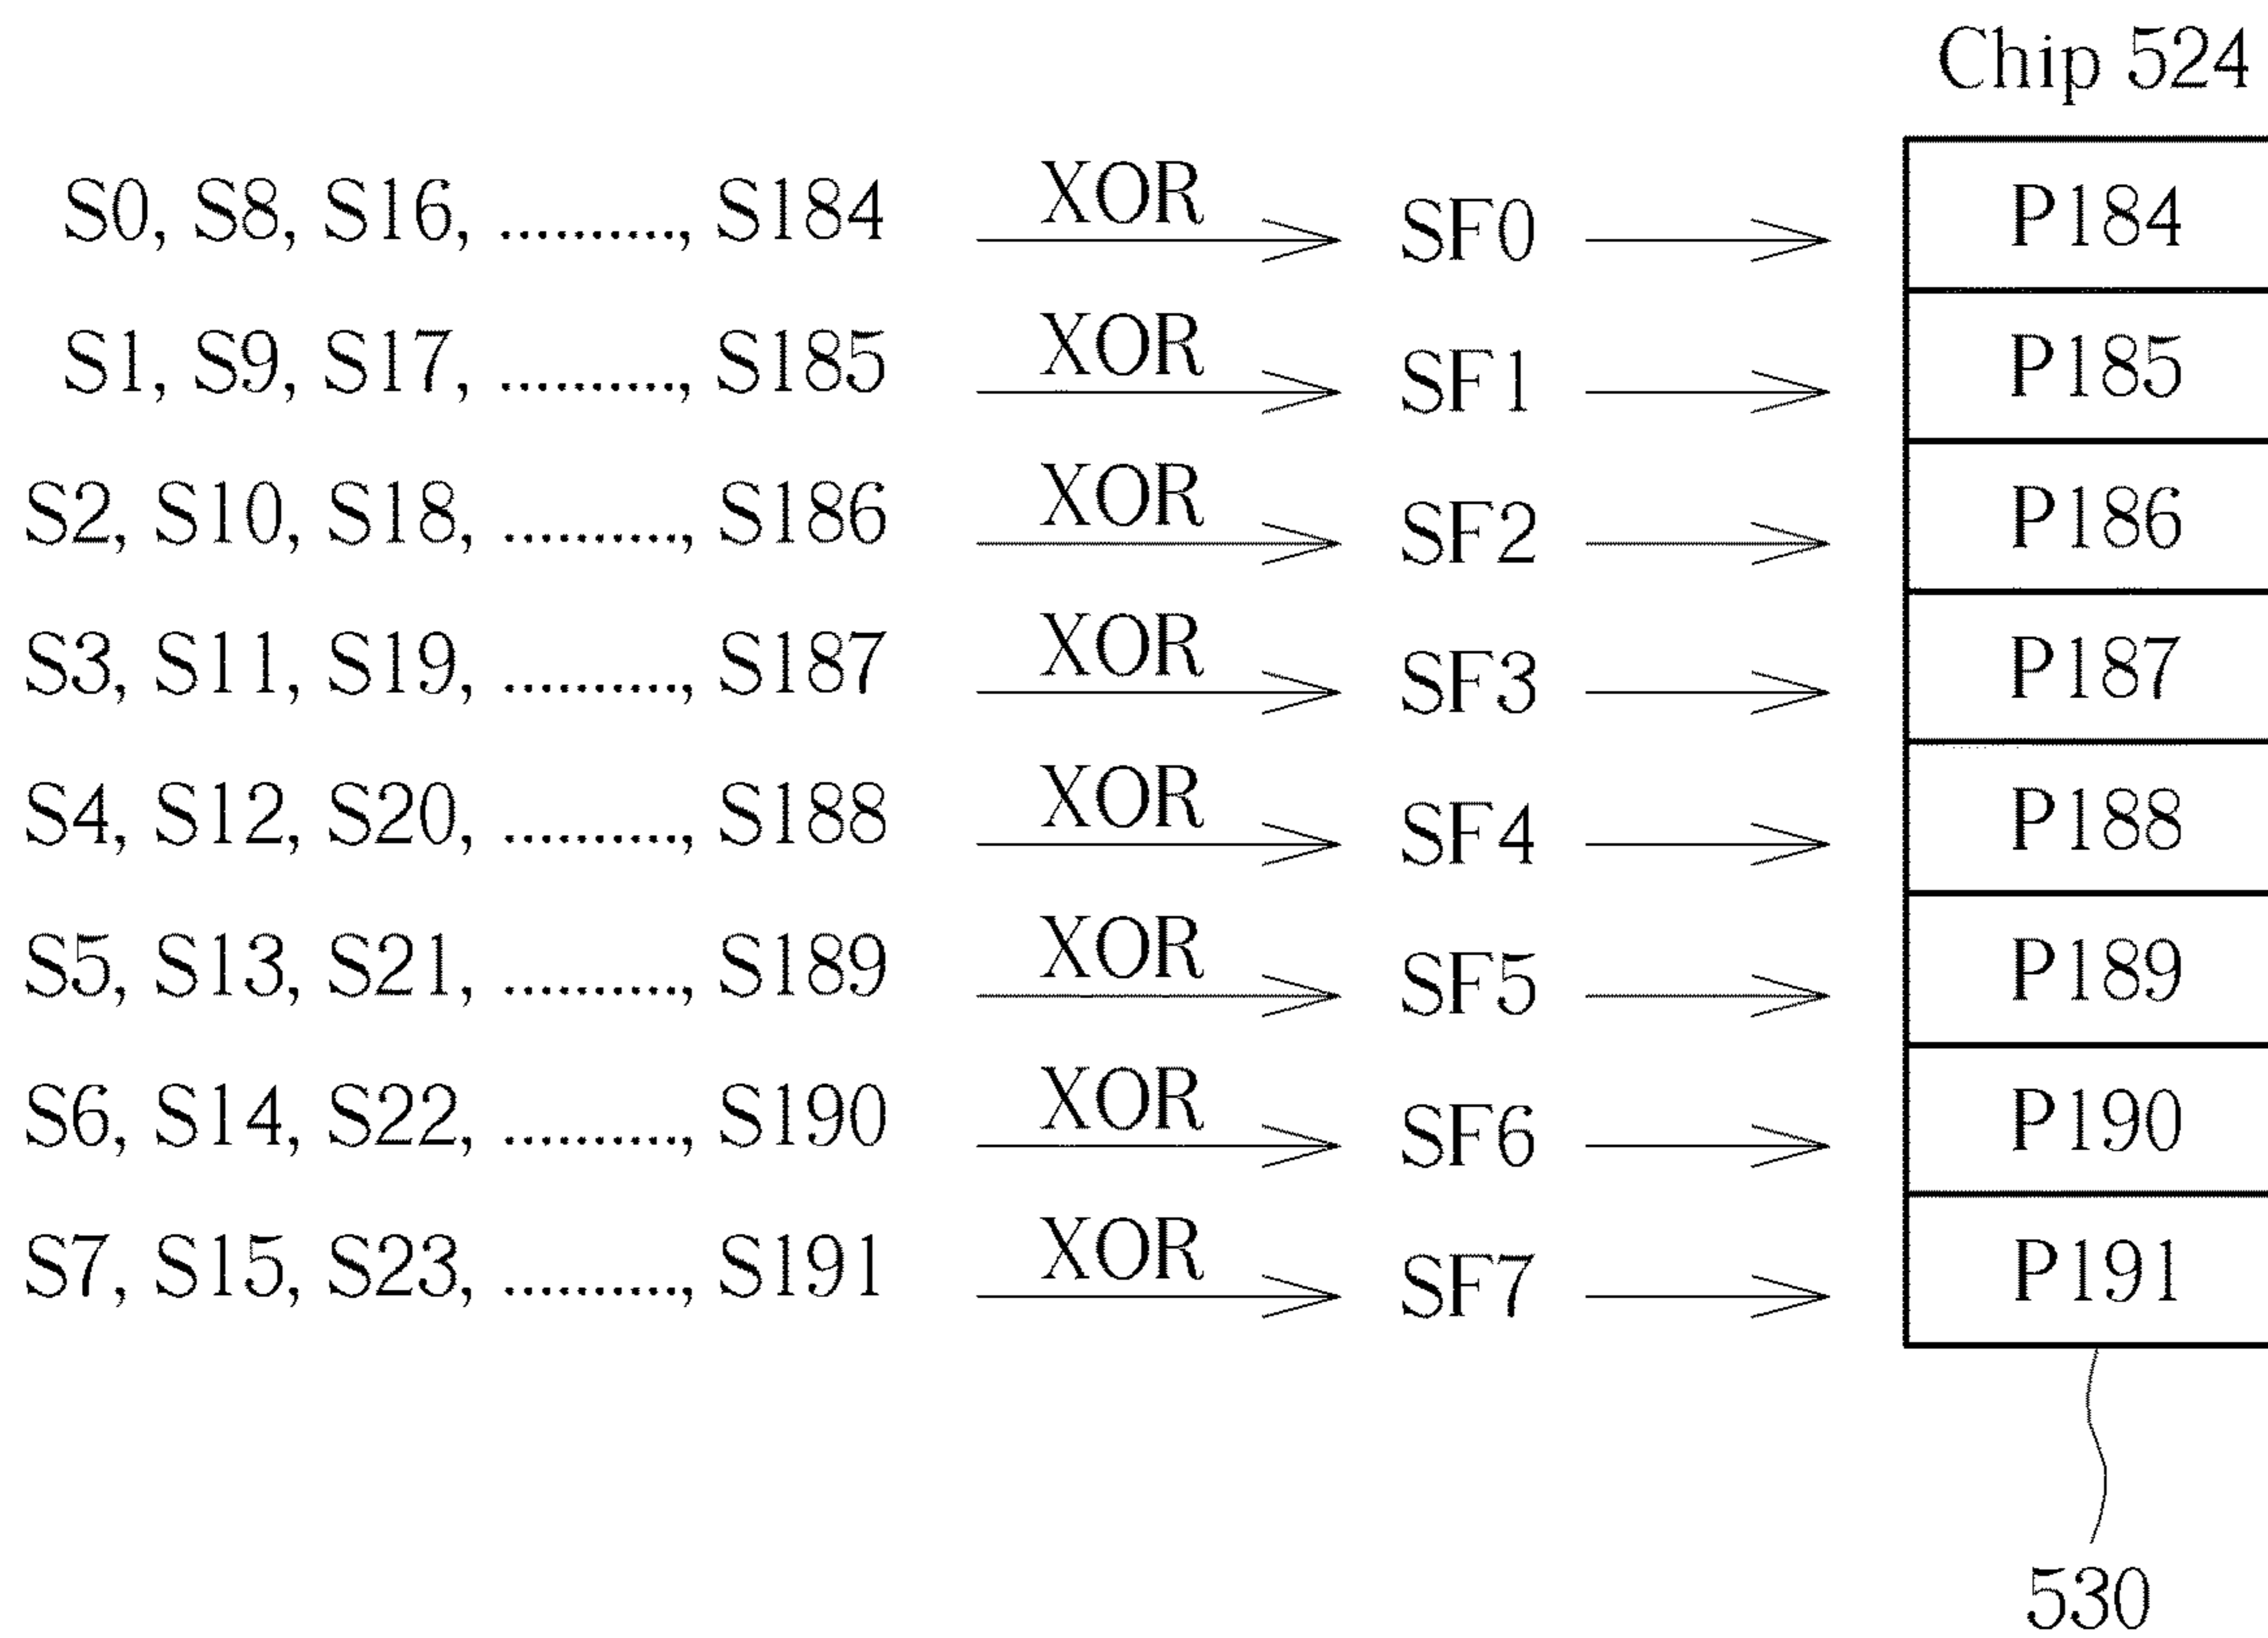 Chip 524
S0, S8, S16, .........., S184 XOR SF0 P184
S1, S9, S17, .........., S185 XOR SF1 P185
S2, S10, S18, .........., S186 XOR SF2 P186
S3, S11, S19, .........., S187 XOR SF3 P187
S4, S12, S20, .........., S188 XOR SF4 P188
S5, S13, S21, .........., S189 XOR SF5 P189
S6, S14, S22, .........., S190 XOR SF6 P190
S7, S15, S23, .........., S191 XOR SF7 P191
530